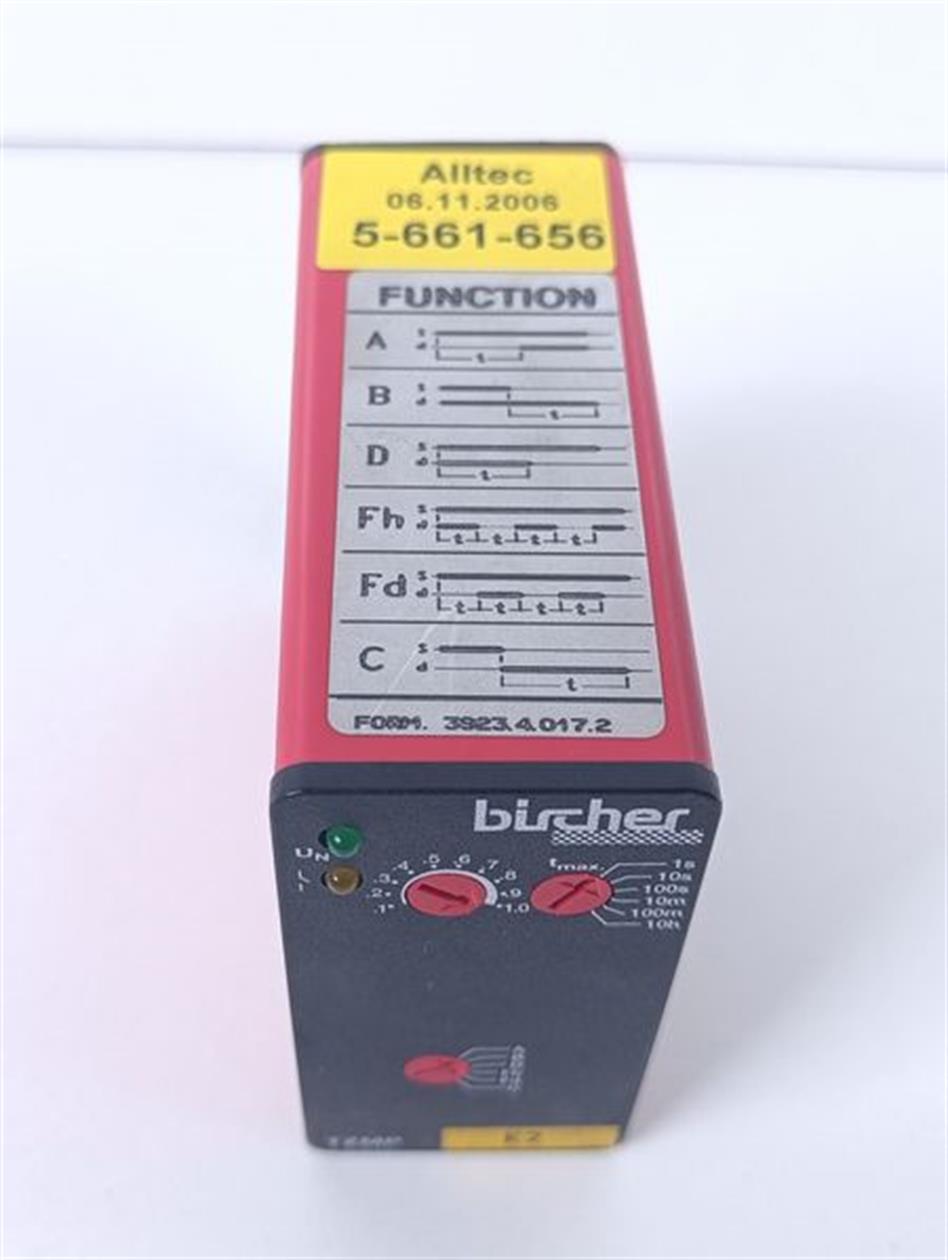 Alltec
06.11.2006
5-661-656
FUNCTION
A s d t
B s d t
D s d t
Fh s d t t t t
Fd s d t t t t
C s d t
FORM. 3923.4.017.2
bircher
UN
.1 .2 .3 .4 .5 .6 .7 .8 .9 1.0
tmax.
1s
10s
100s
10m
100m
10h
K2